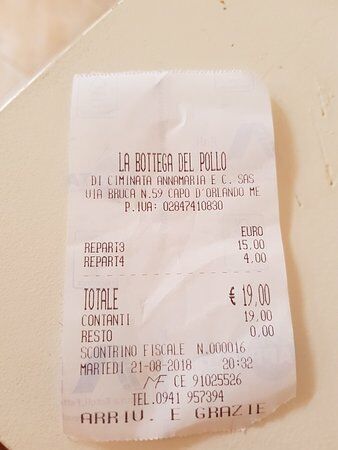 LA BOTTEGA DEL POLLO
DI CIMINATA ANNAMARIA E C. SAS
VIA BRUCA N.59 CAPO D'ORLANDO ME
P.IVA: 02847410830
EURO
REPART3 15.00
REPART4 4.00
TOTALE € 19,00
CONTANTI 19.00
RESTO 0.00
SCONTRINO FISCALE N.000016
MARTEDI 21-08-2018 20:32
MF CE 91025526
TEL.0941 957394
ARRIV. E GRAZIE